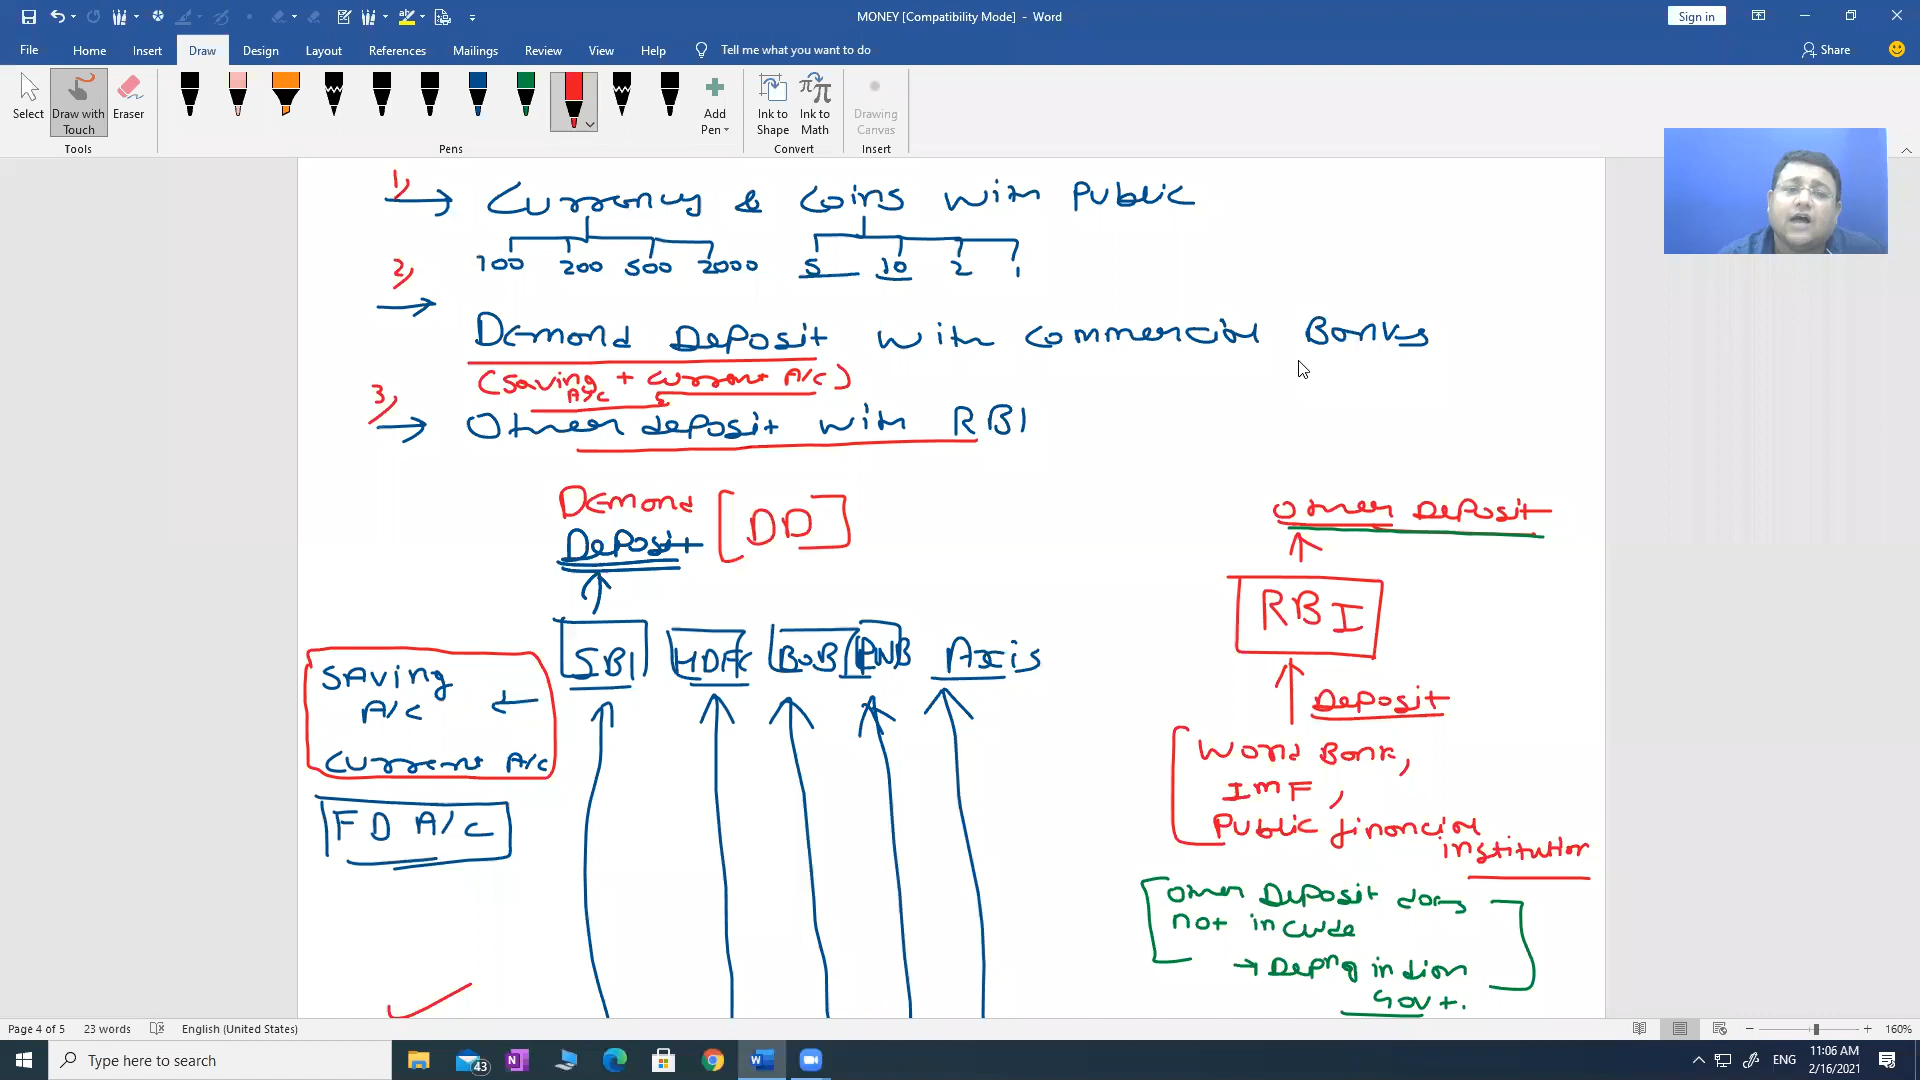 MONEY [Compatibility Mode] - Word
Sign in
File Home Insert Draw Design Layout References Mailings Review View Help Tell me what you want to do
Share
Select Draw with Touch Eraser
Add Pen
Ink to Shape Ink to Math
Drawing Canvas
Tools Pens Convert Insert
1) → Currency & Coins with Public
100 200 500 2000 5 10 2 1
2) →
Demand Deposit with Commercial Banks
(Saving A/c + Current A/c)
3) → Other deposit with RBI
Demand
Deposit [DD]
Other Deposit
RBI
SBI HDFC BOB PNB Axis
Saving
A/c
Current A/c
FD A/c
Deposit
World Bank,
IMF,
Public financial
institution
Other Deposit does
not include
→ Indian
Govt.
Page 4 of 5 23 words English (United States) 160%
Type here to search
43
ENG
11:06 AM
2/16/2021